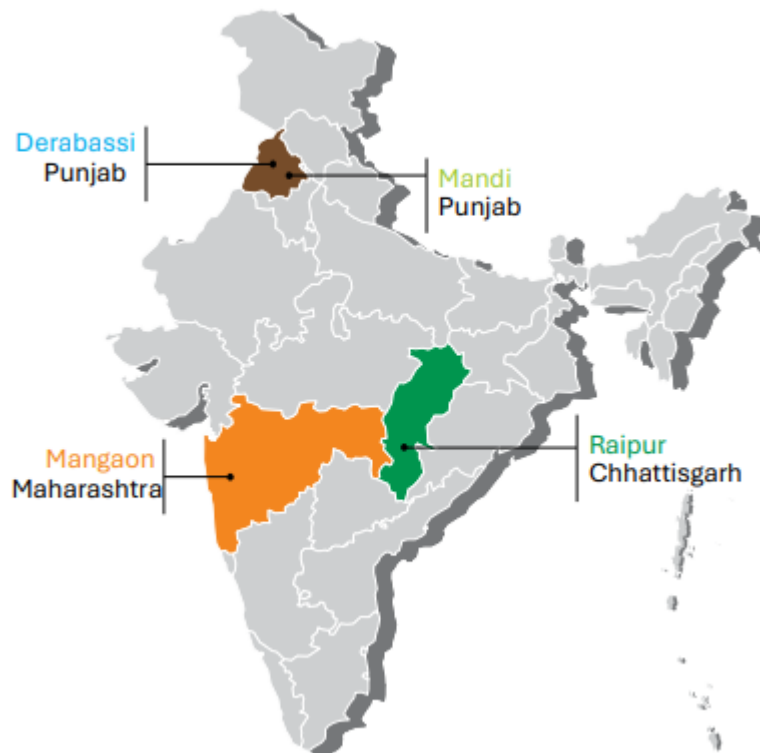 Derabassi
Punjab
Mandi
Punjab
Mangaon
Maharashtra
Raipur
Chhattisgarh